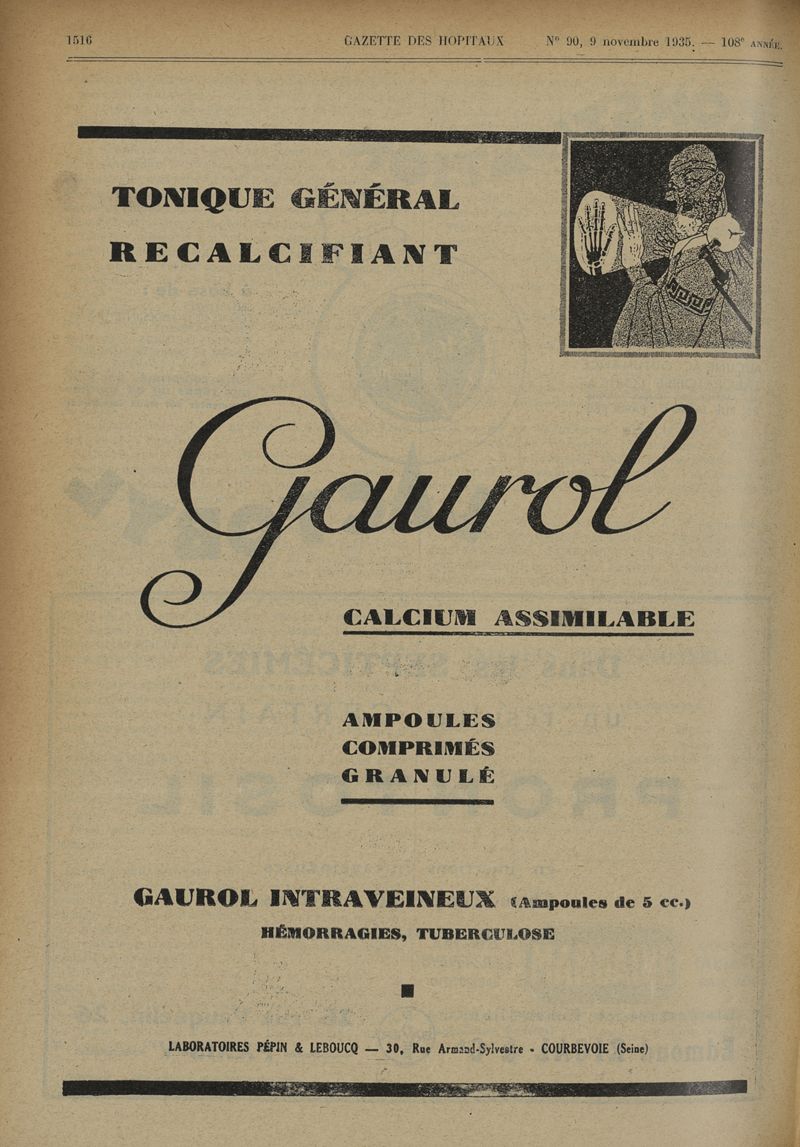 1516 GAZETTE DES HOPITAUX N° 90, 9 novembre 1935. — 108e ANNÉE.
TONIQUE GÉNÉRAL
RECALCIFIANT
Gaurol
CALCIUM ASSIMILABLE
AMPOULES
COMPRIMÉS
GRANULÉ
GAUROL INTRAVEINEUX (Ampoules de 5 cc.)
HÉMORRAGIES, TUBERCULOSE
LABORATOIRES PÉPIN & LEBOUCQ — 30, Rue Armand-Sylvestre - COURBEVOIE (Seine)